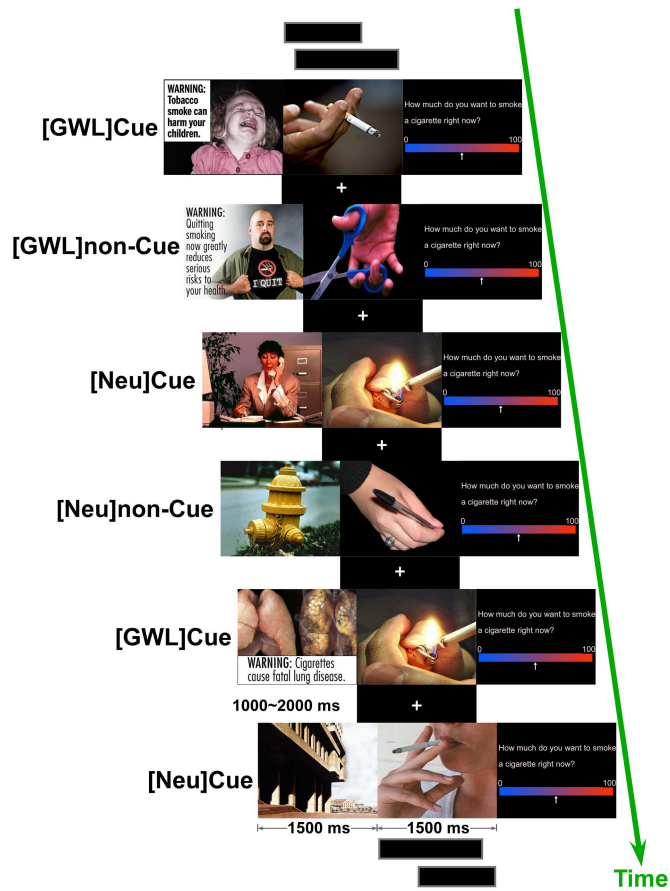 WARNING:
Tobacco
smoke can
harm your
children.
How much do you want to smoke
a cigarette right now?
0 100
[GWL]Cue
+
WARNING:
Quitting
smoking
now greatly
reduces
serious
risks to
your health.
I QUIT
How much do you want to smoke
a cigarette right now?
0 100
[GWL]non-Cue
+
How much do you want to smoke
a cigarette right now?
0 100
[Neu]Cue
+
How much do you want to smoke
a cigarette right now?
0 100
[Neu]non-Cue
+
How much do you want to smoke
a cigarette right now?
0 100
[GWL]Cue
WARNING: Cigarettes
cause fatal lung disease.
1000~2000 ms
+
How much do you want to smoke
a cigarette right now?
0 100
[Neu]Cue
1500 ms 1500 ms
Time